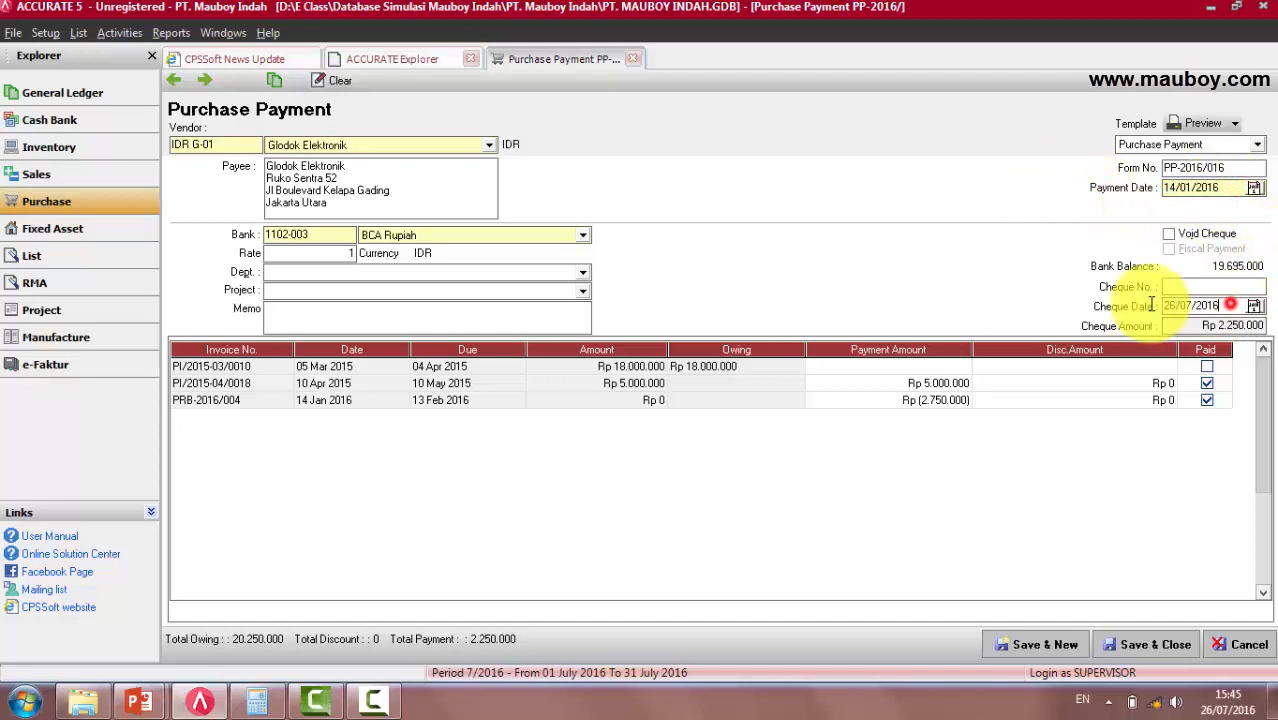 ACCURATE 5 - Unregistered - PT. Mauboy Indah [D:\E Class\Database Simulasi Mauboy Indah\PT. Mauboy Indah\PT. MAUBOY INDAH.GDB] - [Purchase Payment PP-2016/]
File Setup List Activities Reports Windows Help
Explorer
CPSSoft News Update
ACCURATE Explorer
Purchase Payment PP-...
General Ledger
Cash Bank
Inventory
Sales
Purchase
Fixed Asset
List
RMA
Project
Manufacture
e-Faktur
Links
User Manual
Online Solution Center
Facebook Page
Mailing list
CPSSoft website
Clear
www.mauboy.com
Purchase Payment
Vendor :
IDR G-01 Glodok Elektronik IDR
Payee : Glodok Elektronik
Ruko Sentra 52
Jl Boulevard Kelapa Gading
Jakarta Utara
Template Preview
Purchase Payment
Form No. PP-2016/016
Payment Date : 14/01/2016
Bank : 1102-003 BCA Rupiah
Rate 1 Currency IDR
Dept. :
Project :
Memo
Void Cheque
Fiscal Payment
Bank Balance : 19.695.000
Cheque No. :
Cheque Date : 26/07/2016
Cheque Amount : Rp 2.250.000
Invoice No. Date Due Amount Owing Payment Amount Disc.Amount Paid
PI/2015-03/0010 05 Mar 2015 04 Apr 2015 Rp 18.000.000 Rp 18.000.000
PI/2015-04/0018 10 Apr 2015 10 May 2015 Rp 5.000.000 Rp 5.000.000 Rp 0
PRB-2016/004 14 Jan 2016 13 Feb 2016 Rp 0 Rp (2.750.000) Rp 0
Total Owing : : 20.250.000 Total Discount : : 0 Total Payment : : 2.250.000
Save & New Save & Close Cancel
Period 7/2016 - From 01 July 2016 To 31 July 2016 Login as SUPERVISOR
EN 15:45
26/07/2016